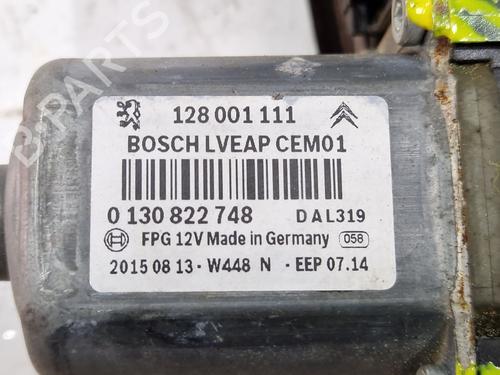 128 001 111
BOSCH LVEAP CEM01
0 130 822 748 DAL319
FPG 12V Made in Germany 058
2015 08 13 - W448 N - EEP 07.14